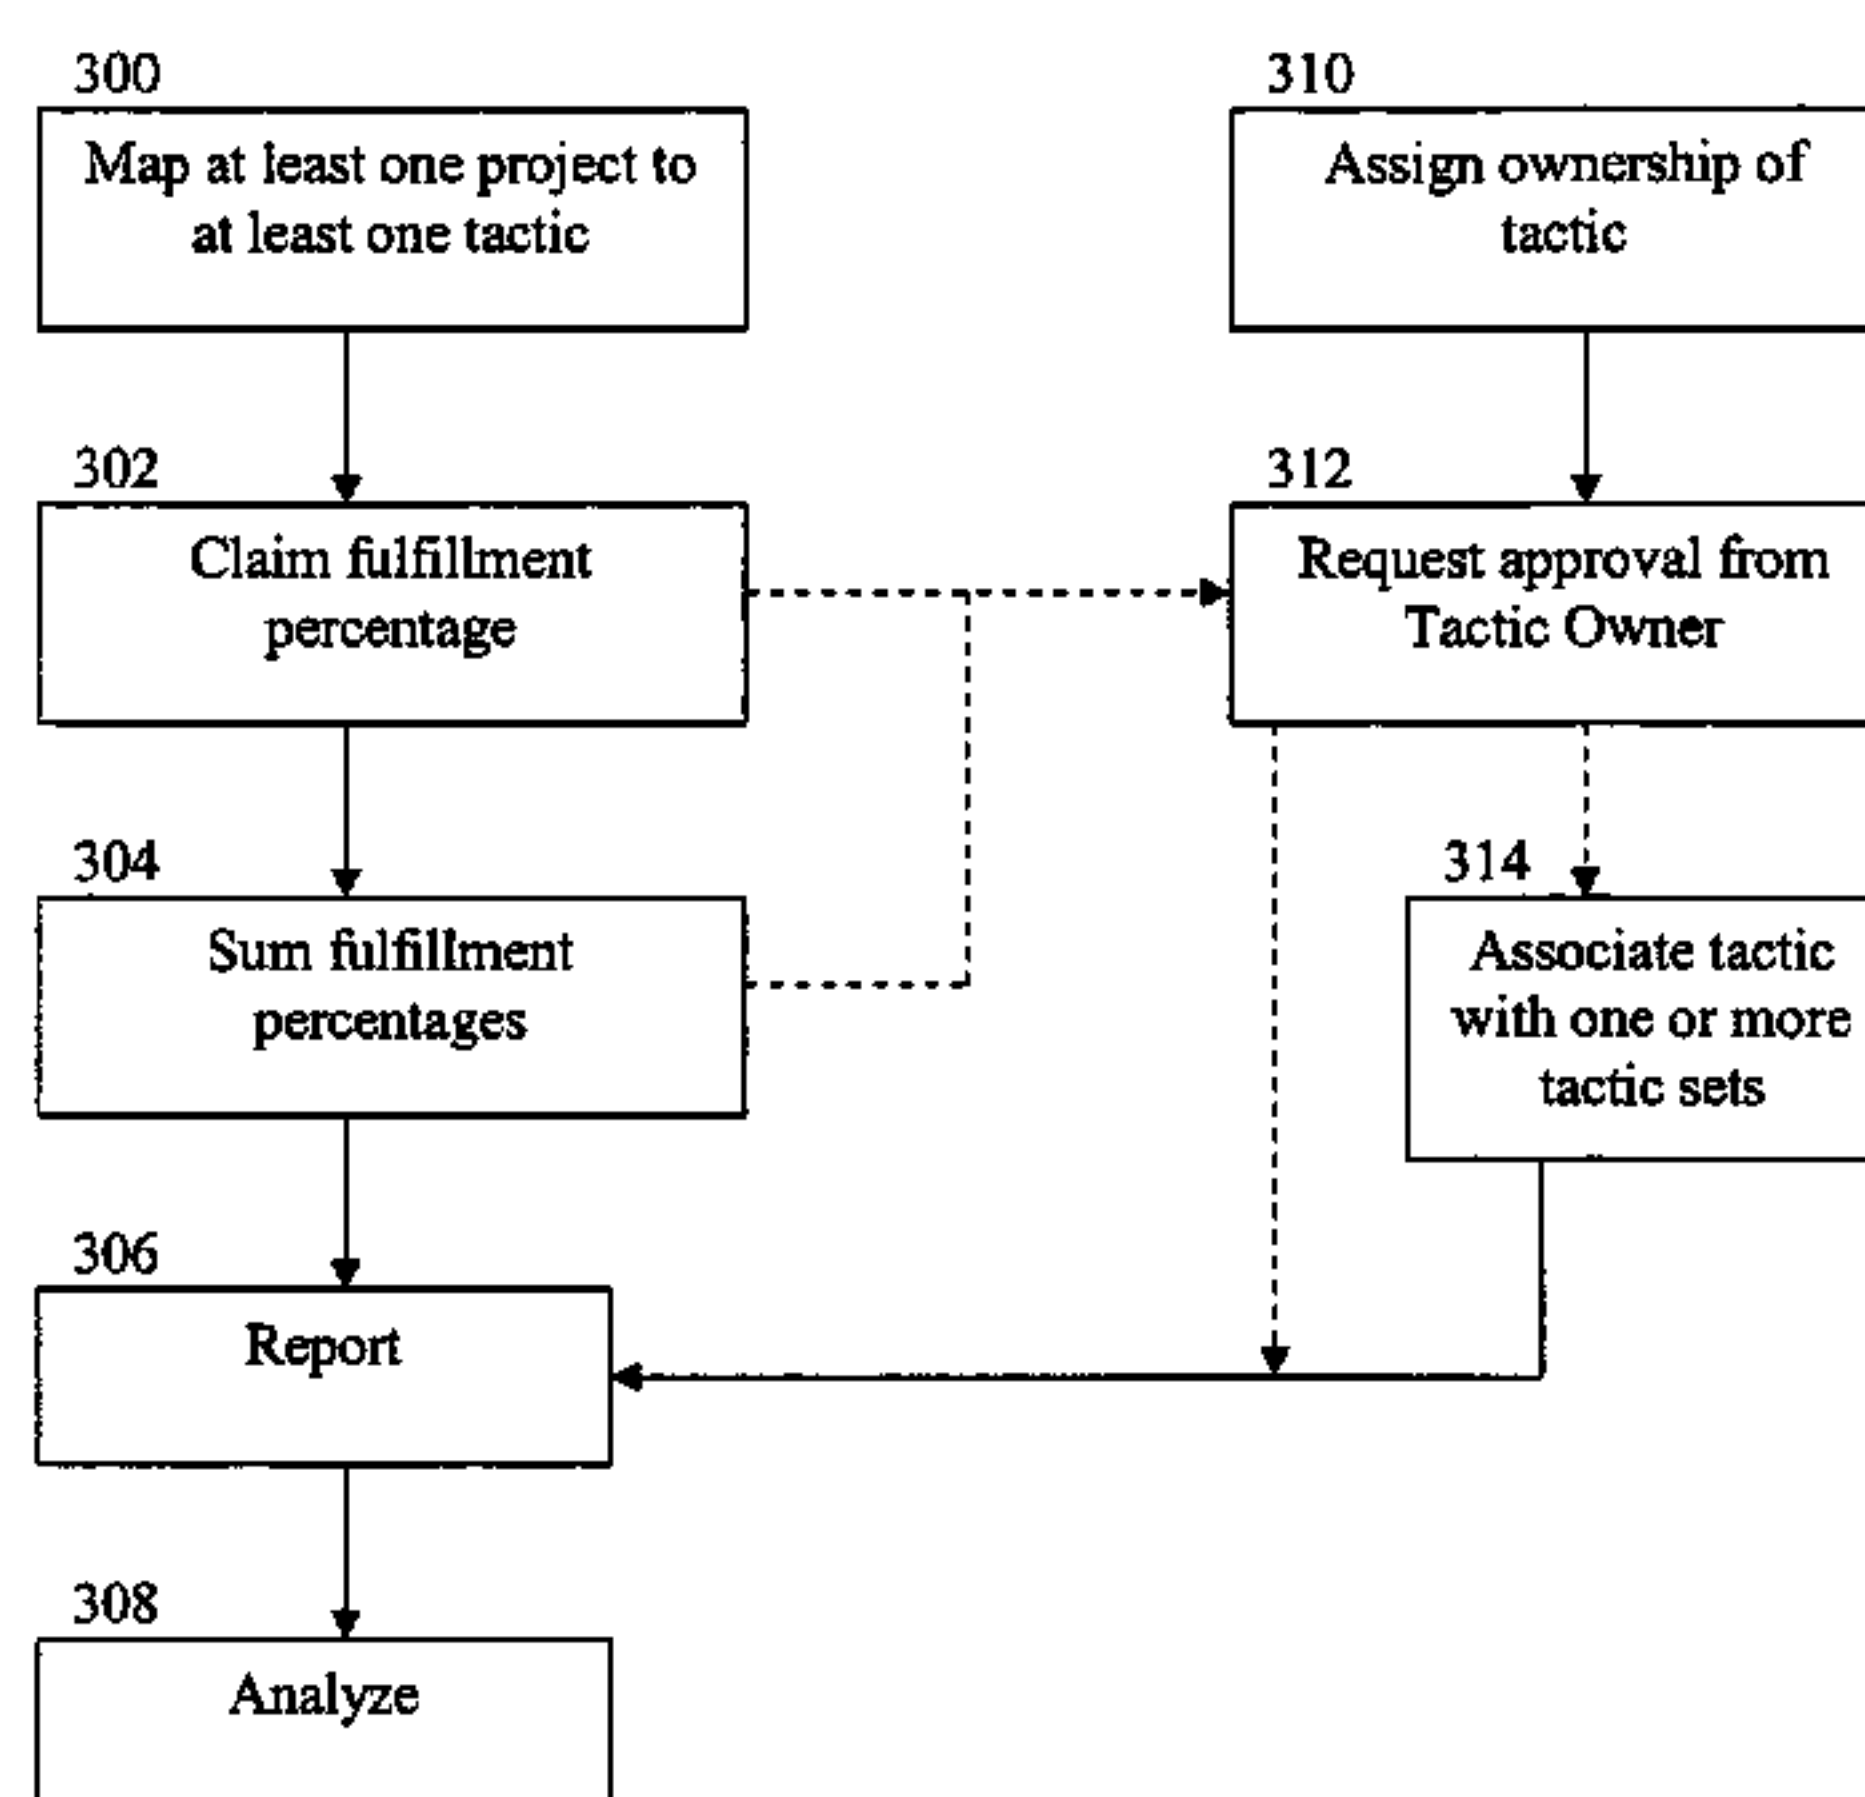 300
Map at least one project to
at least one tactic
310
Assign ownership of
tactic
302
Claim fulfillment
percentage
312
Request approval from
Tactic Owner
304
Sum fulfillment
percentages
314
Associate tactic
with one or more
tactic sets
306
Report
308
Analyze